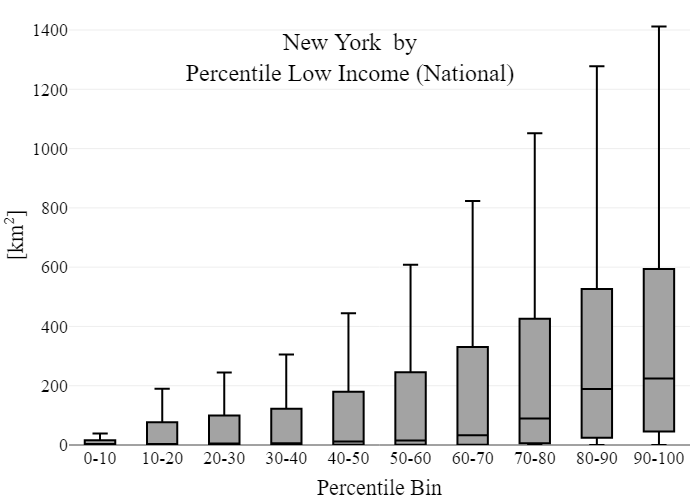 New York by
Percentile Low Income (National)
1400
1200
1000
800
600
400
200
0
[km²]
0-10 10-20 20-30 30-40 40-50 50-60 60-70 70-80 80-90 90-100
Percentile Bin